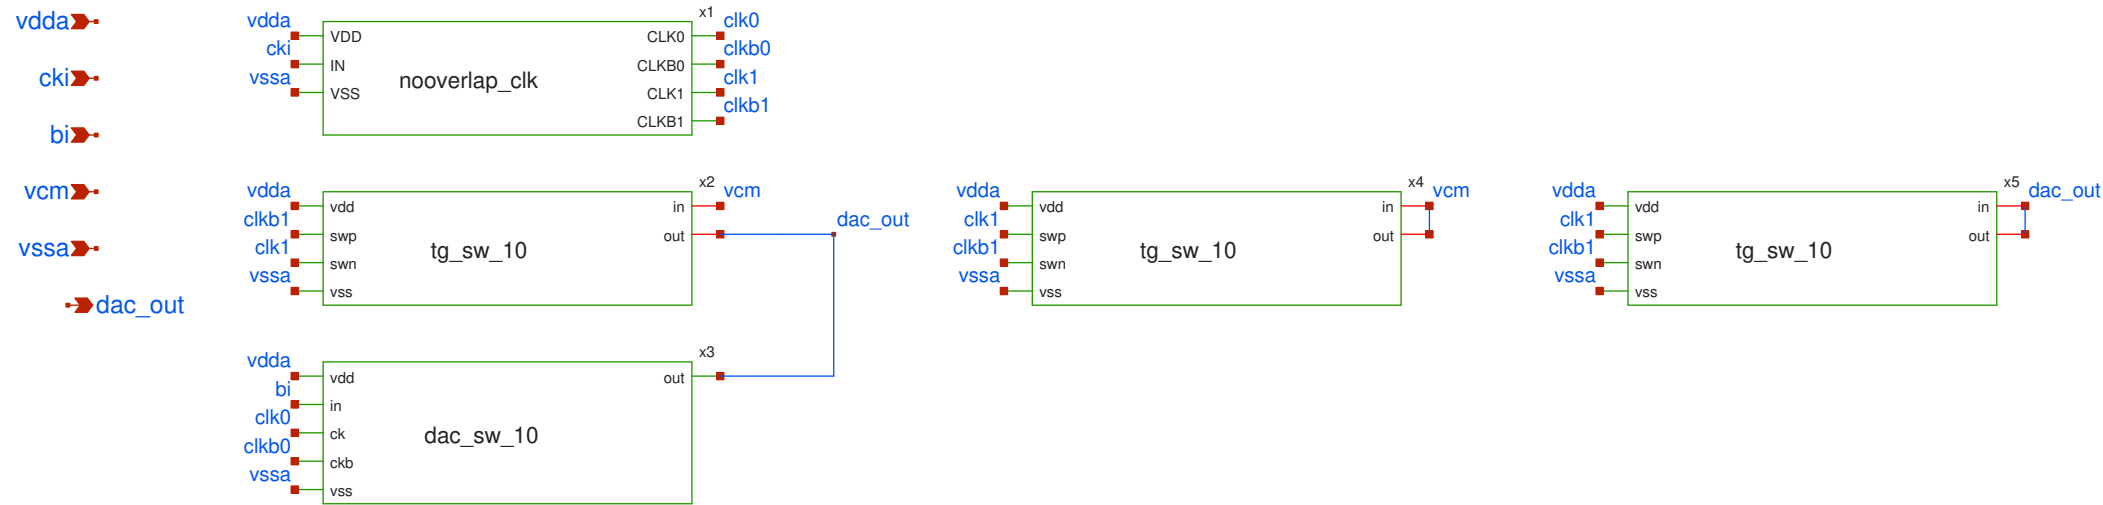 vdda
cki
bi
vcm
vssa
dac_out
x1
vdda
cki
vssa
VDD
IN
VSS
nooverlap_clk
CLK0
CLKB0
CLK1
CLKB1
clk0
clkb0
clk1
clkb1
x2
vdda
clkb1
clk1
vssa
vdd
swp
swn
vss
tg_sw_10
in
out
vcm
dac_out
x3
vdda
bi
clk0
clkb0
vssa
vdd
in
ck
ckb
vss
dac_sw_10
out
x4
vdda
clk1
clkb1
vssa
vdd
swp
swn
vss
tg_sw_10
in
out
vcm
x5
vdda
clk1
clkb1
vssa
vdd
swp
swn
vss
tg_sw_10
in
out
dac_out